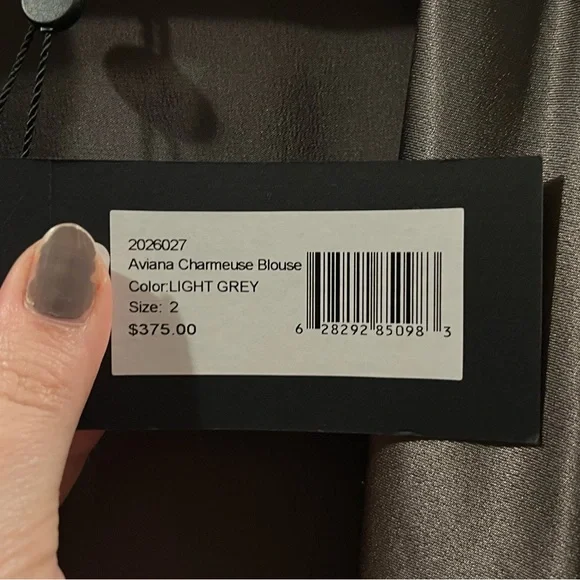 2026027
Aviana Charmeuse Blouse
Color:LIGHT GREY
Size: 2
$375.00
6 28292 85098 3